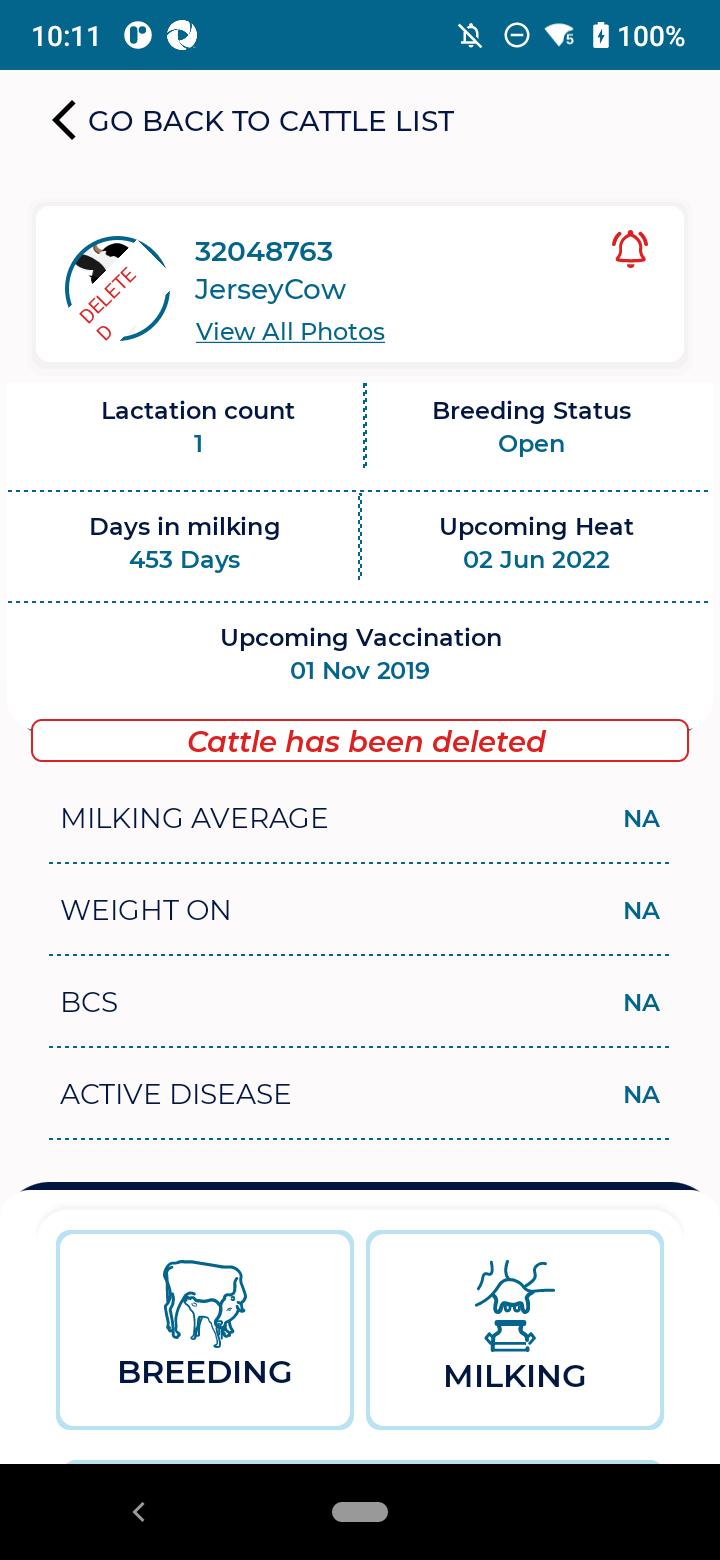 10:11
5
100%
GO BACK TO CATTLE LIST
32048763
JerseyCow
View All Photos
DELETE
D
Lactation count
1
Breeding Status
Open
Days in milking
453 Days
Upcoming Heat
02 Jun 2022
Upcoming Vaccination
01 Nov 2019
Cattle has been deleted
MILKING AVERAGE
NA
WEIGHT ON
NA
BCS
NA
ACTIVE DISEASE
NA
BREEDING
MILKING